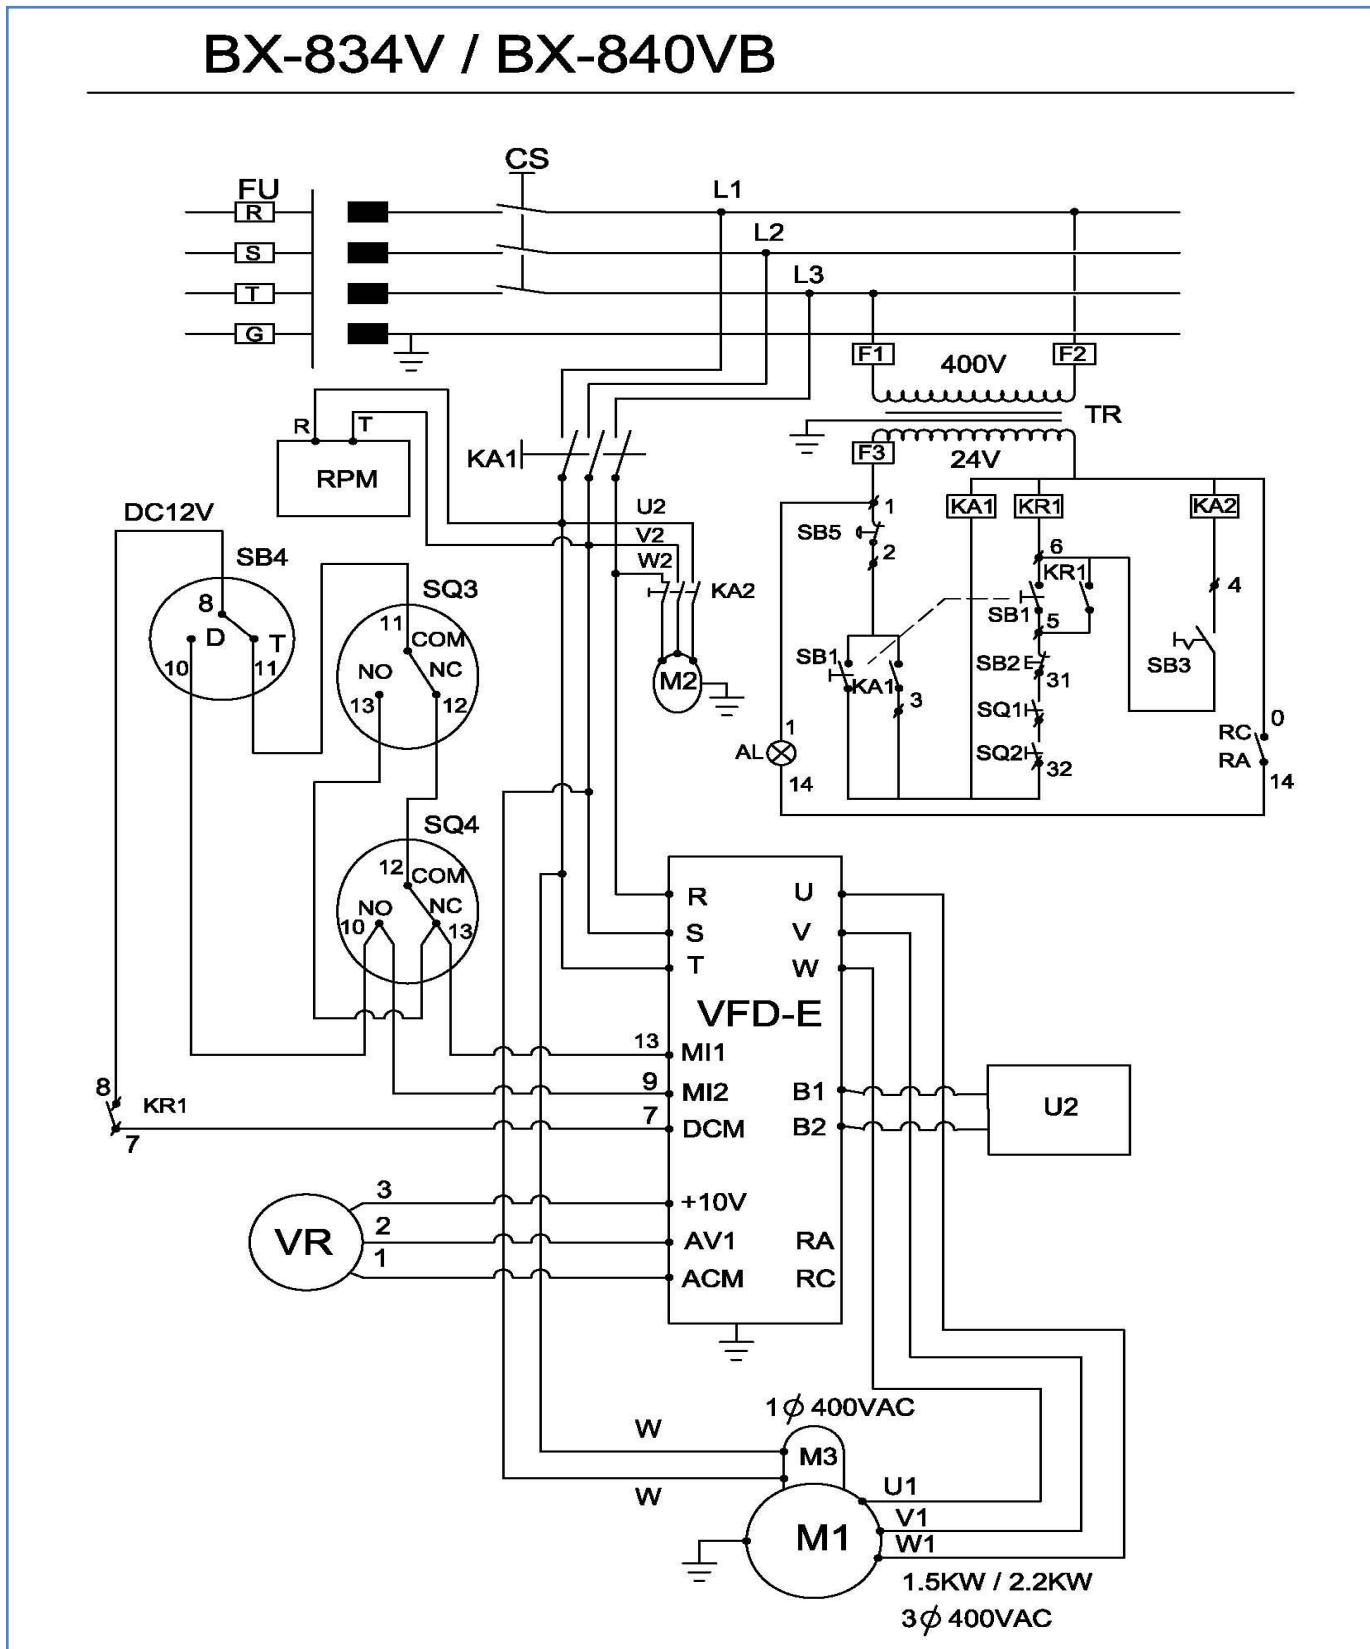 BX-834V / BX-840VB
CS
FU
R
S
T
G
L1
L2
L3
F1
F2
400V
TR
F3
24V
R
T
RPM
KA1
U2
V2
W2
KA2
M2
DC12V
SB4
8
D
T
10
11
SQ3
11
COM
NO
NC
13
12
SQ4
12
COM
NO
NC
10
13
1
SB5
2
SB1
KA1
3
KA1
KR1
KA2
6
KR1
SB1
5
SB2
31
SQ1
SQ2
32
4
SB3
0
RC
RA
14
1
AL
14
R
S
T
U
V
W
VFD-E
13
MI1
9
MI2
7
DCM
B1
B2
U2
8
KR1
7
VR
3
2
1
+10V
AV1
ACM
RA
RC
1ϕ 400VAC
W
W
M3
M1
U1
V1
W1
1.5KW / 2.2KW
3ϕ 400VAC